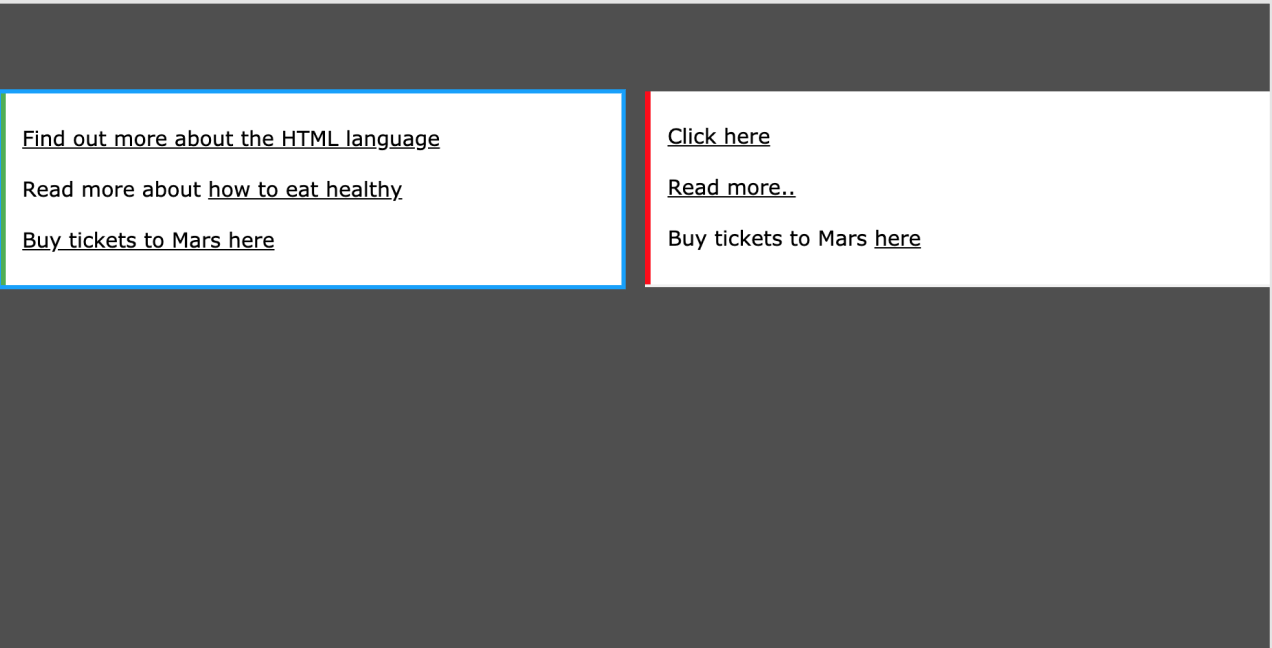 Find out more about the HTML language
Read more about how to eat healthy
Buy tickets to Mars here
Click here
Read more..
Buy tickets to Mars here